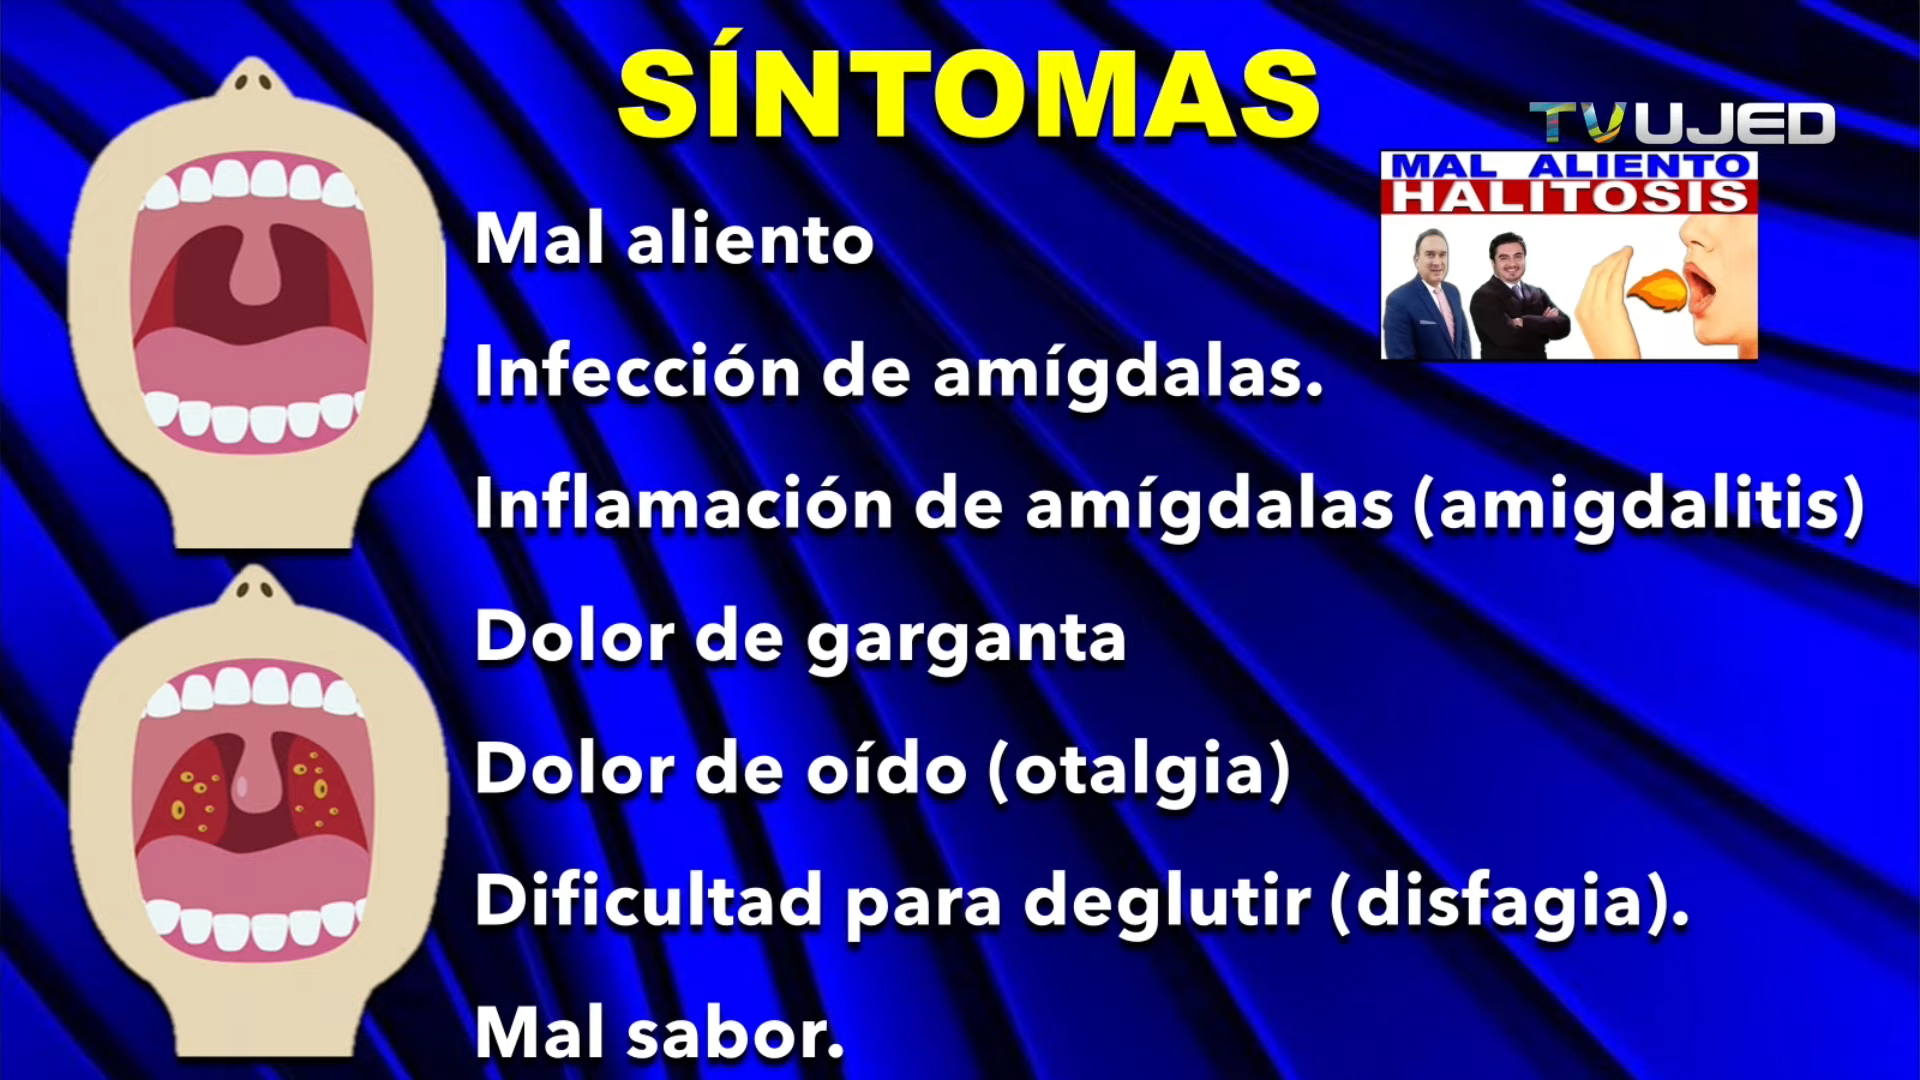 SÍNTOMAS
TVUJED
MAL ALIENTO
HALITOSIS
Mal aliento
Infección de amígdalas.
Inflamación de amígdalas (amigdalitis)
Dolor de garganta
Dolor de oído (otalgia)
Dificultad para deglutir (disfagia).
Mal sabor.